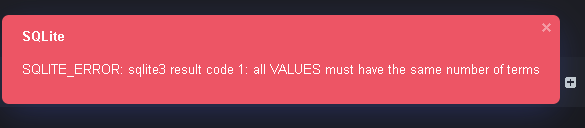 SQLite
SQLITE_ERROR: sqlite3 result code 1: all VALUES must have the same number of terms